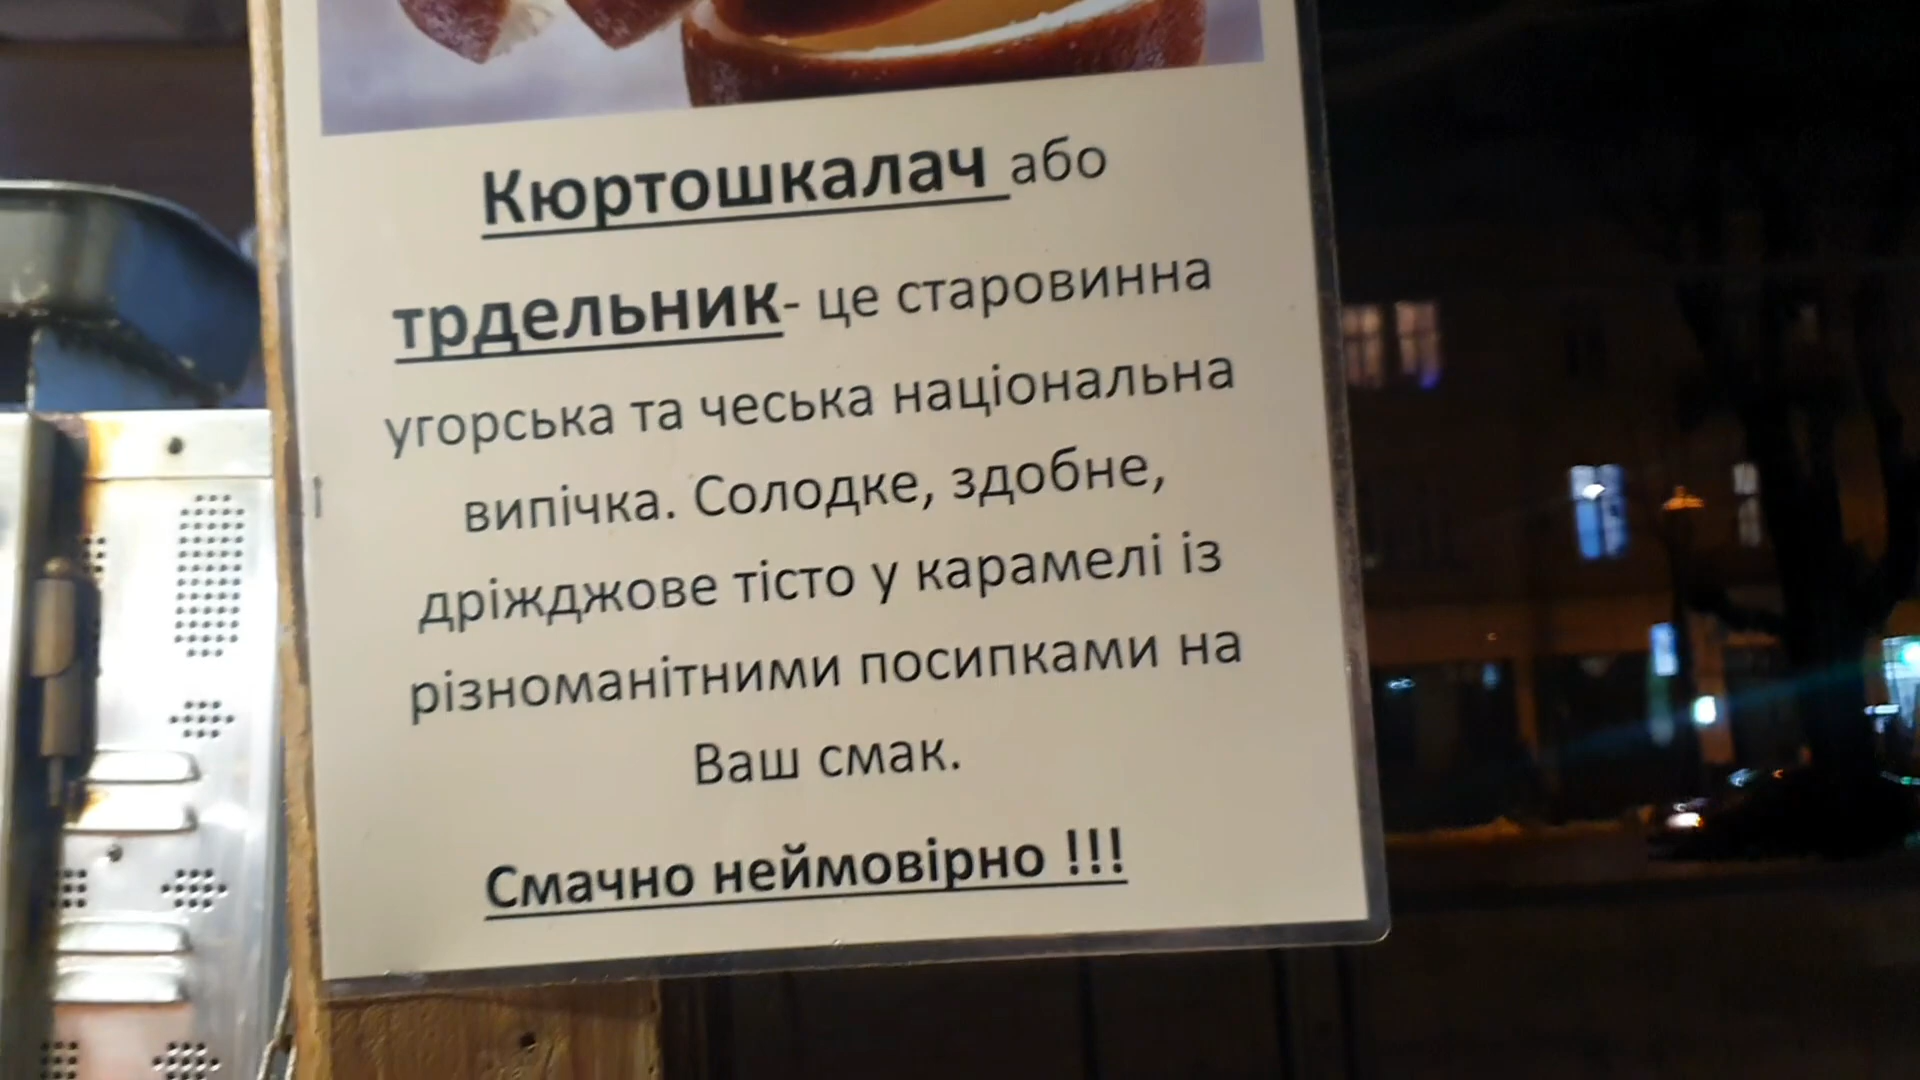 Кюртошкалач або
трдельник- це старовинна
угорська та чеська національна
випічка. Солодке, здобне,
дріжджове тісто у карамелі із
різноманітними посипками на
Ваш смак.
Смачно неймовірно !!!